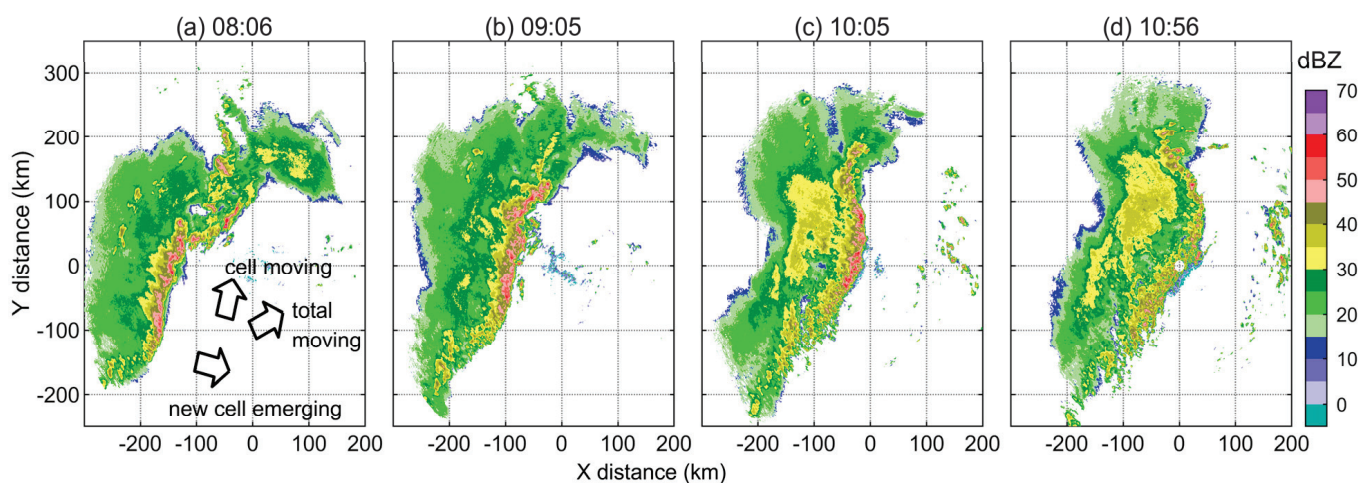 (a) 08:06 (b) 09:05 (c) 10:05 (d) 10:56
dBZ
300
200
100
0
-100
-200
Y distance (km)
cell moving
total
moving
new cell emerging
70
60
50
40
30
20
10
0
-200 -100 0 100 200 -200 -100 0 100 200 -200 -100 0 100 200 -200 -100 0 100 200
X distance (km)